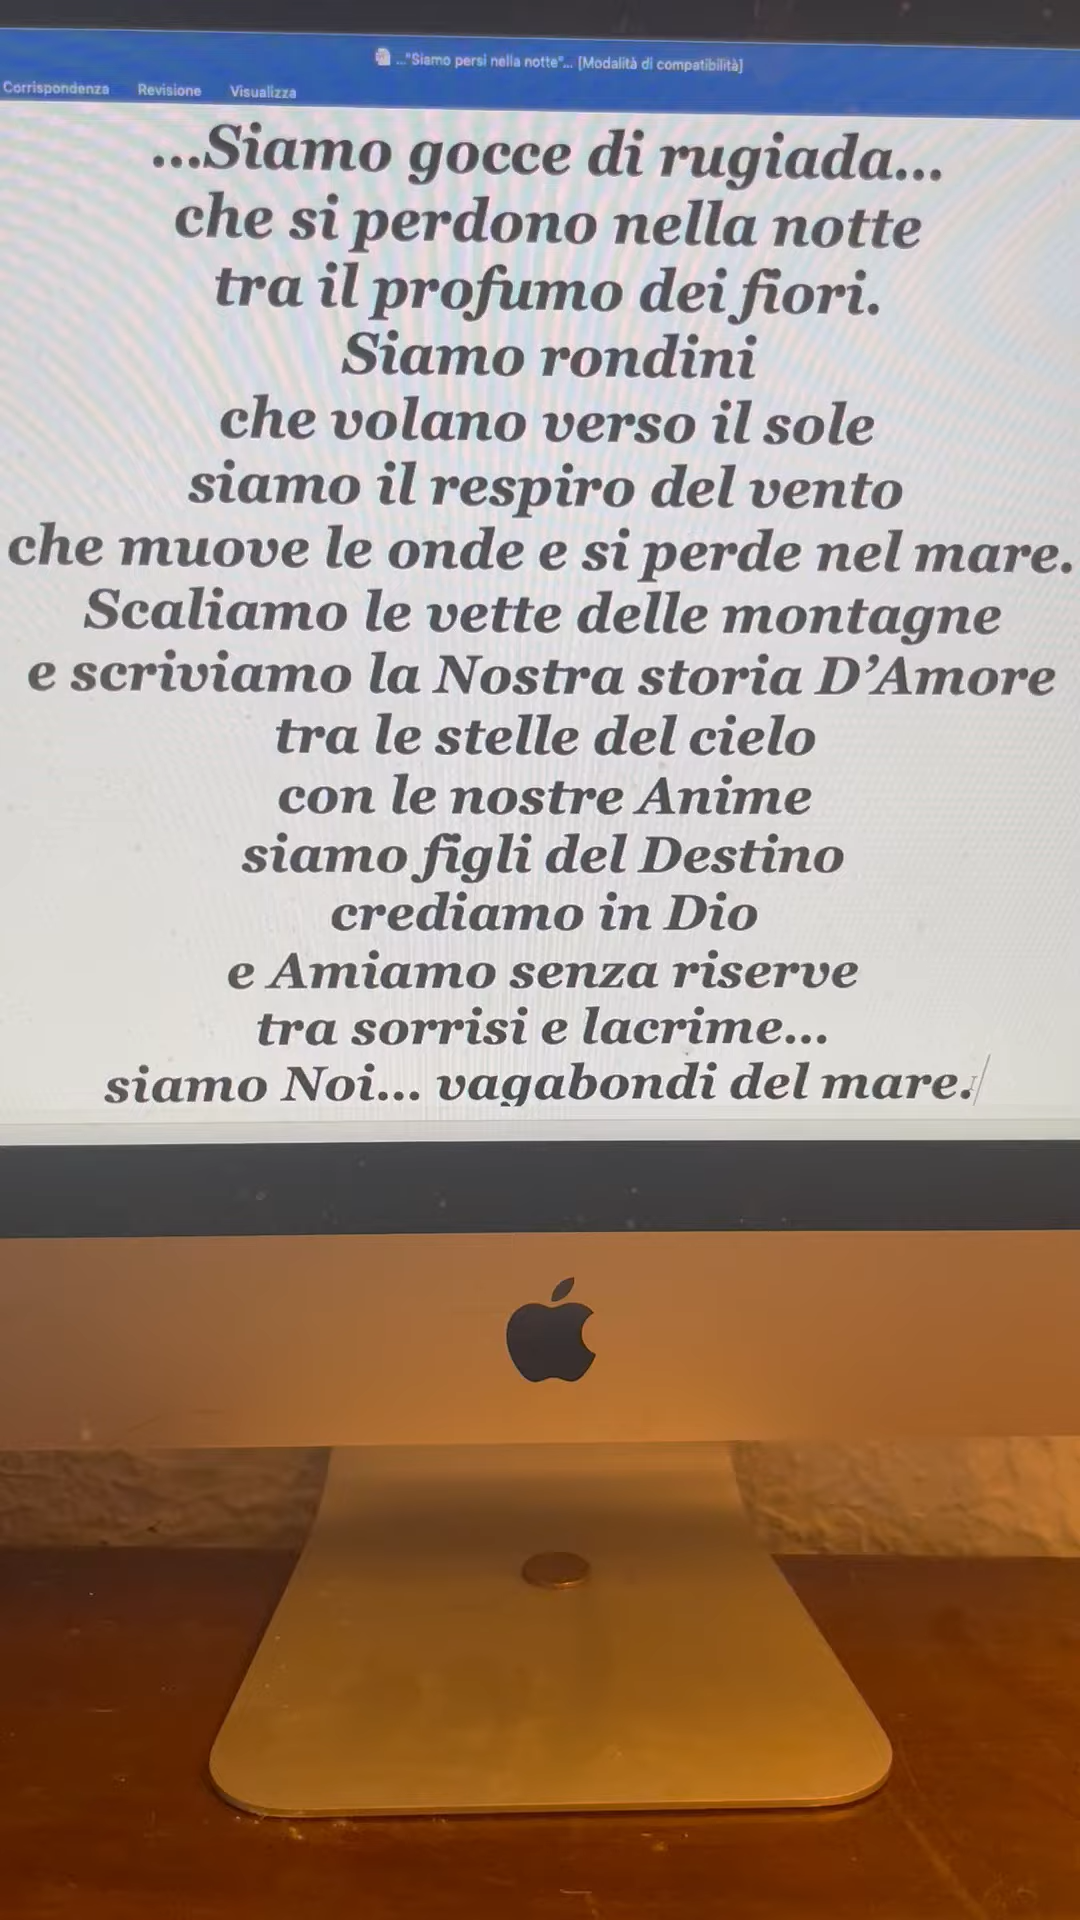 ..."Siamo persi nella notte"... [Modalità di compatibilità]
Corrispondenza Revisione Visualizza
...Siamo gocce di rugiada...
che si perdono nella notte
tra il profumo dei fiori.
Siamo rondini
che volano verso il sole
siamo il respiro del vento
che muove le onde e si perde nel mare.
Scaliamo le vette delle montagne
e scriviamo la Nostra storia D’Amore
tra le stelle del cielo
con le nostre Anime
siamo figli del Destino
crediamo in Dio
e Amiamo senza riserve
tra sorrisi e lacrime...
siamo Noi... vagabondi del mare.